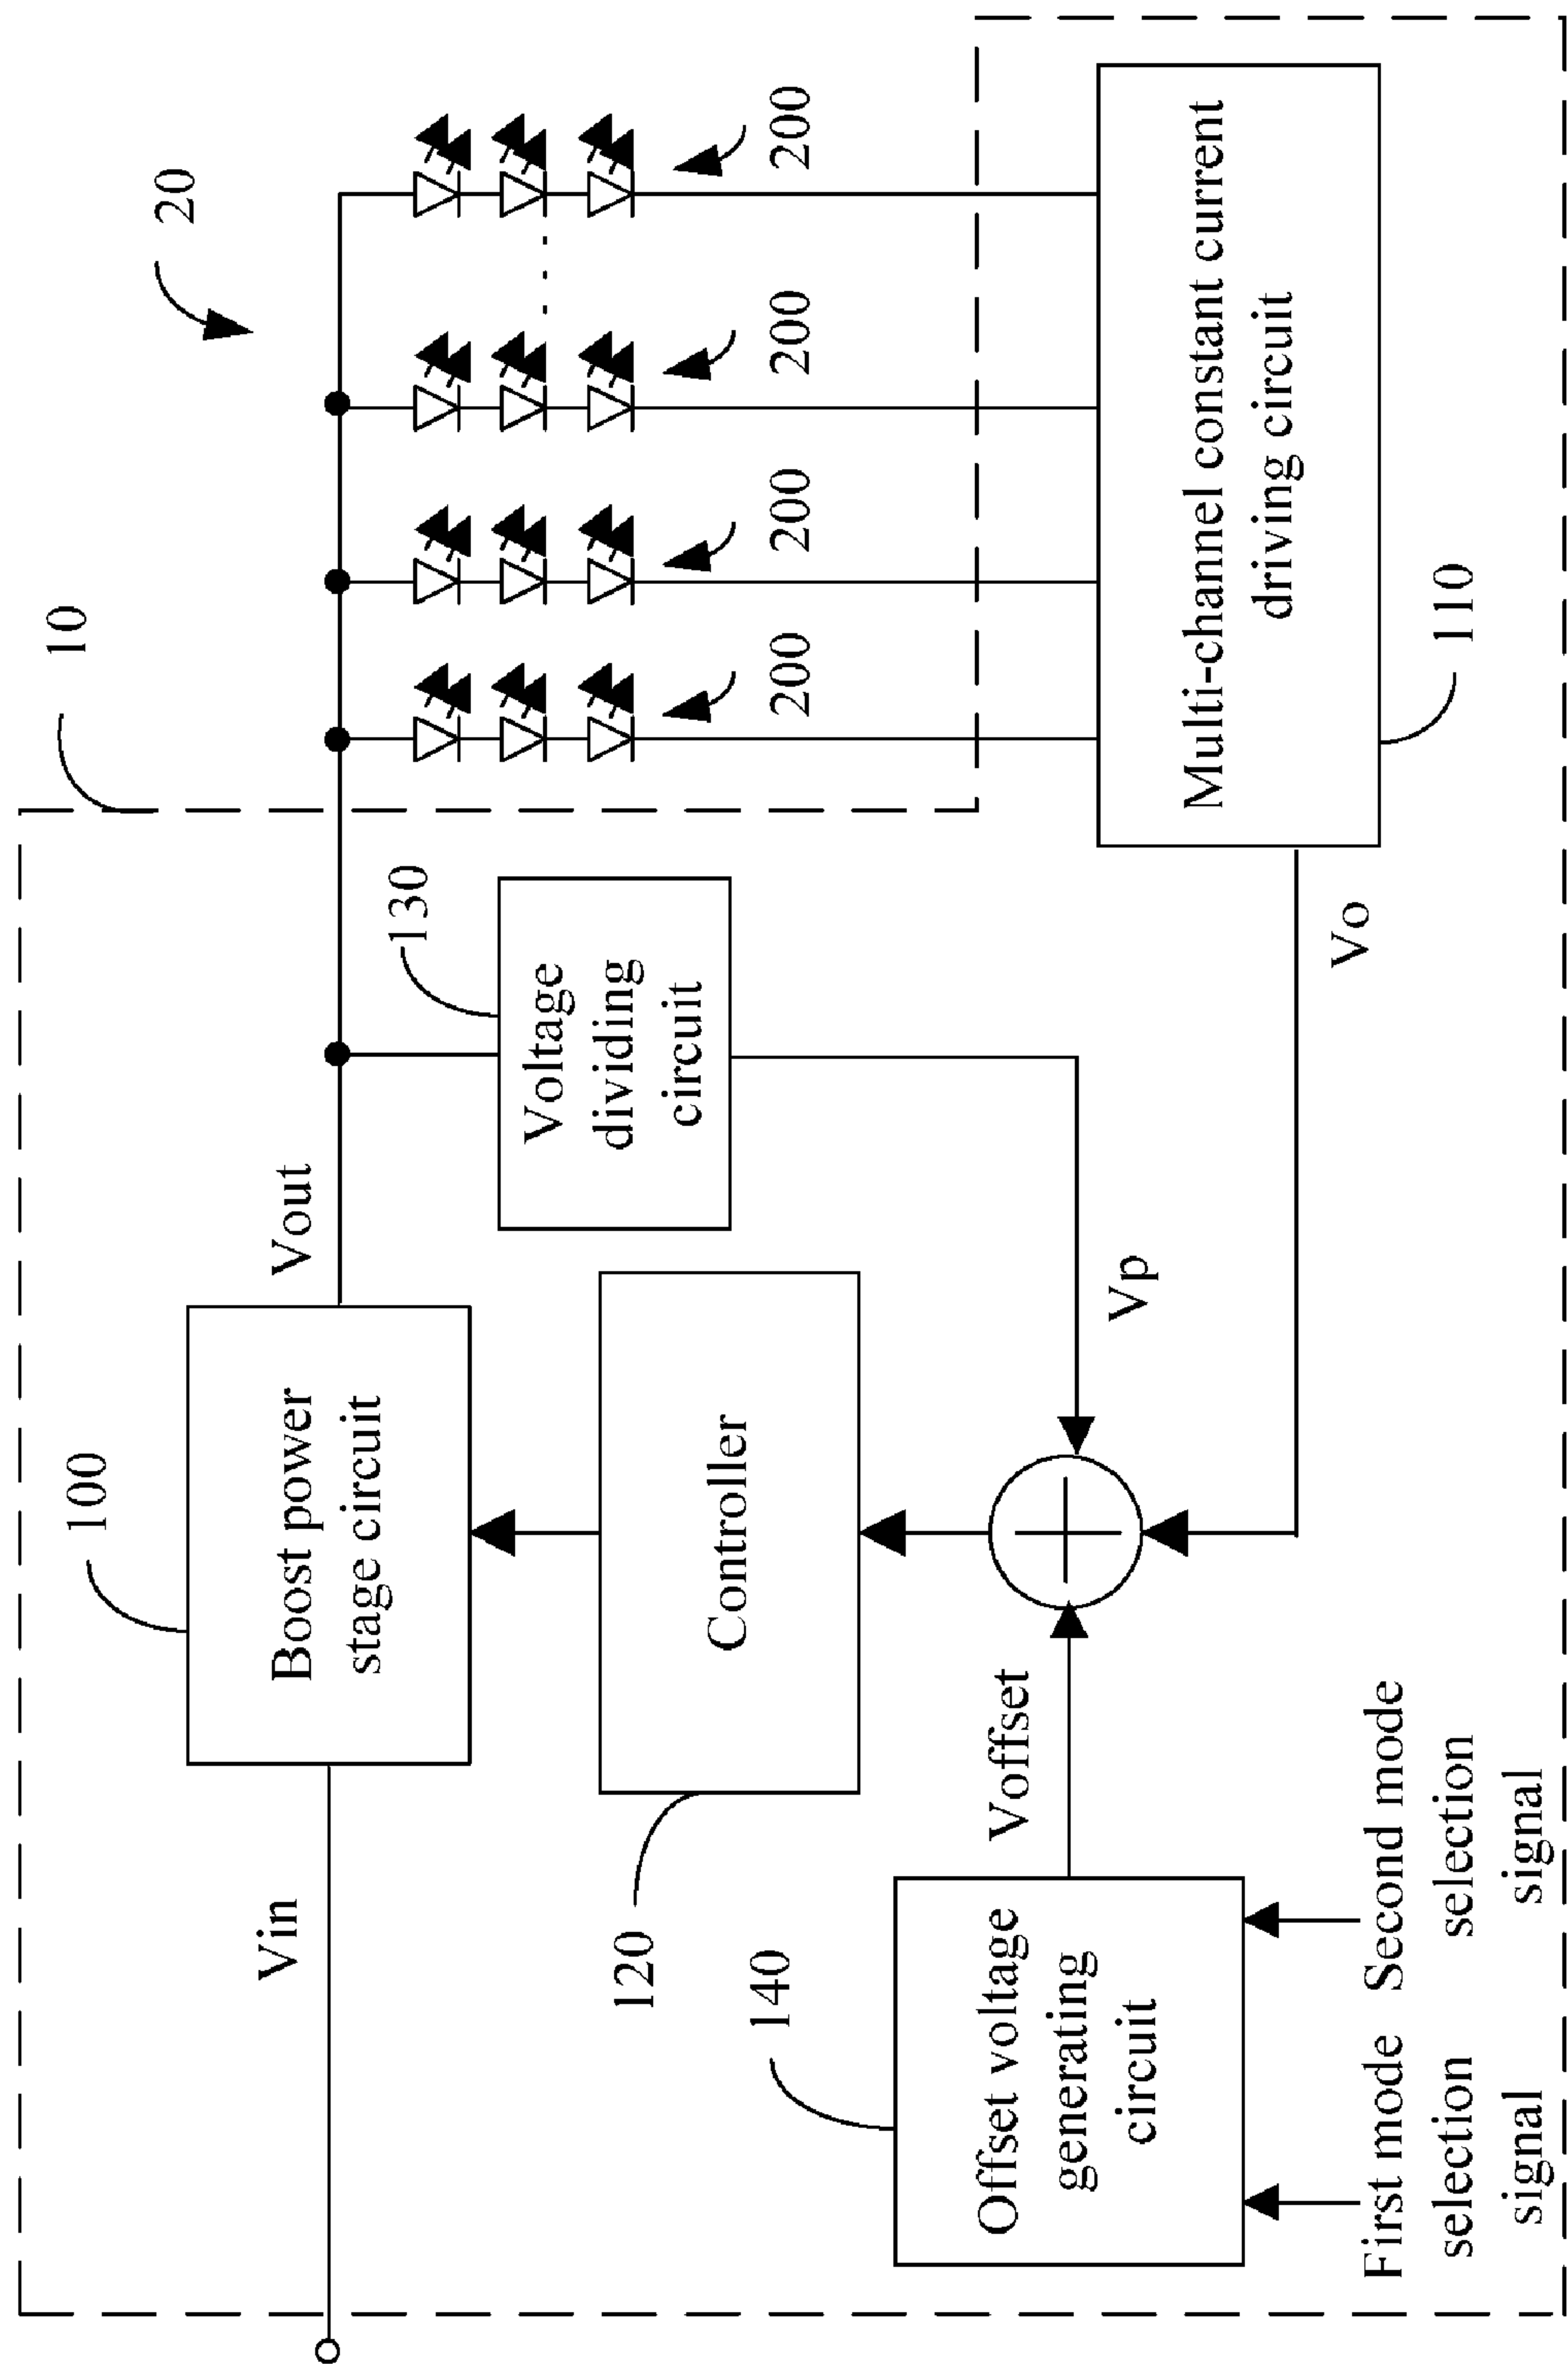 10
20
100
Vin
Boost power
stage circuit
Vout
130
Voltage
dividing
circuit
200
200
200
200
120
Controller
140
Offset voltage
generating
circuit
Voffset
Vp
Vo
Multi-channel constant current
driving circuit
110
First mode
selection
signal
Second mode
selection
signal